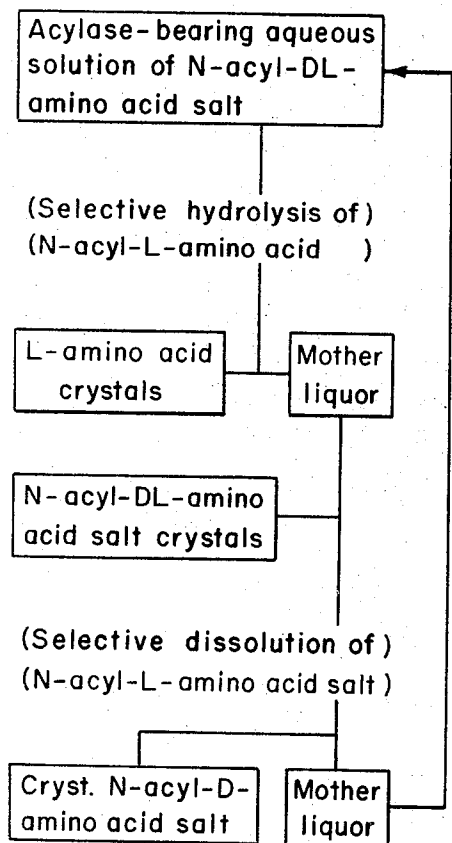 Acylase-bearing aqueous
solution of N-acyl-DL-
amino acid salt
(Selective hydrolysis of)
(N-acyl-L-amino acid )
L-amino acid
crystals
Mother
liquor
N-acyl-DL-amino
acid salt crystals
(Selective dissolution of)
(N-acyl-L-amino acid salt)
Cryst. N-acyl-D-
amino acid salt
Mother
liquor